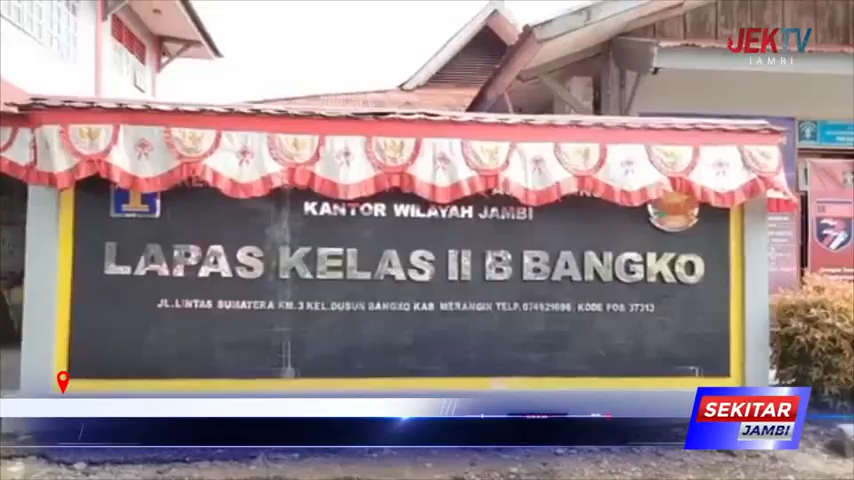 JEKTV
JAMBI
KANTOR WILAYAH JAMBI
LAPAS KELAS II B BANGKO
JL.LINTAS SUMATERA KM.3 KEL.DUSUN BANGKO KAB MERANGIN TELP.074621696 KODE POS 37313
SEKITAR
JAMBI